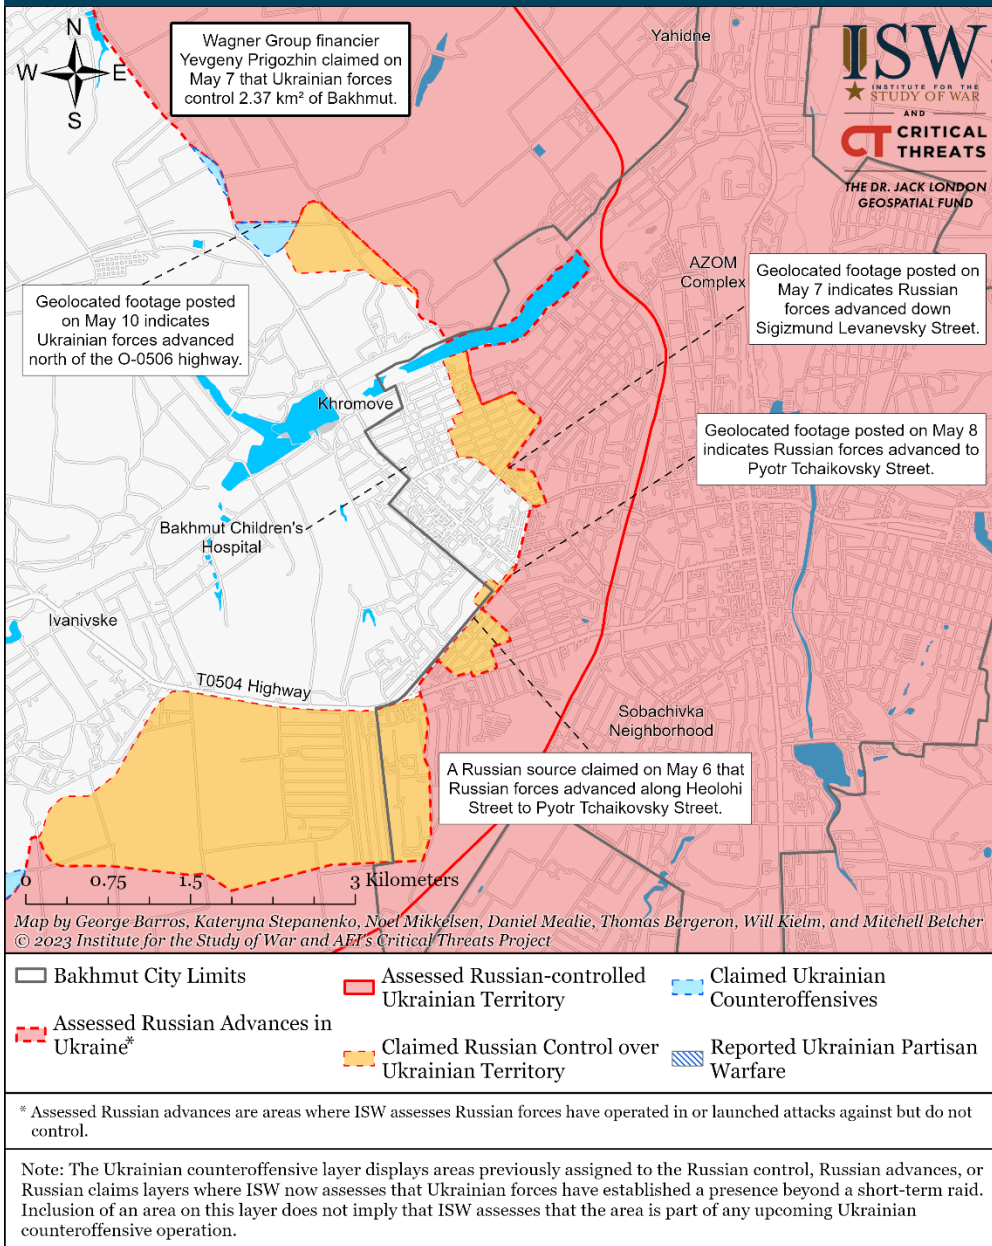 N
W E
S
Wagner Group financier
Yevgeny Prigozhin claimed on
May 7 that Ukrainian forces
control 2.37 km² of Bakhmut.
Yahidne
ISW
INSTITUTE FOR THE
STUDY OF WAR
AND
CT CRITICAL
THREATS
THE DR. JACK LONDON
GEOSPATIAL FUND
AZOM
Complex
Geolocated footage posted on
May 7 indicates Russian
forces advanced down
Sigizmund Levanevsky Street.
Geolocated footage posted
on May 10 indicates
Ukrainian forces advanced
north of the O-0506 highway.
Khromove
Geolocated footage posted on May 8
indicates Russian forces advanced to
Pyotr Tchaikovsky Street.
Bakhmut Children's
Hospital
Ivanivske
T0504 Highway
Sobachivka
Neighborhood
A Russian source claimed on May 6 that
Russian forces advanced along Heolohi
Street to Pyotr Tchaikovsky Street.
0 0.75 1.5 3 Kilometers
Map by George Barros, Kateryna Stepanenko, Noel Mikkelsen, Daniel Mealie, Thomas Bergeron, Will Kielm, and Mitchell Belcher
© 2023 Institute for the Study of War and AEI's Critical Threats Project
Bakhmut City Limits
Assessed Russian Advances in
Ukraine*
Assessed Russian-controlled
Ukrainian Territory
Claimed Russian Control over
Ukrainian Territory
Claimed Ukrainian
Counteroffensives
Reported Ukrainian Partisan
Warfare
* Assessed Russian advances are areas where ISW assesses Russian forces have operated in or launched attacks against but do not
control.
Note: The Ukrainian counteroffensive layer displays areas previously assigned to the Russian control, Russian advances, or
Russian claims layers where ISW now assesses that Ukrainian forces have established a presence beyond a short-term raid.
Inclusion of an area on this layer does not imply that ISW assesses that the area is part of any upcoming Ukrainian
counteroffensive operation.